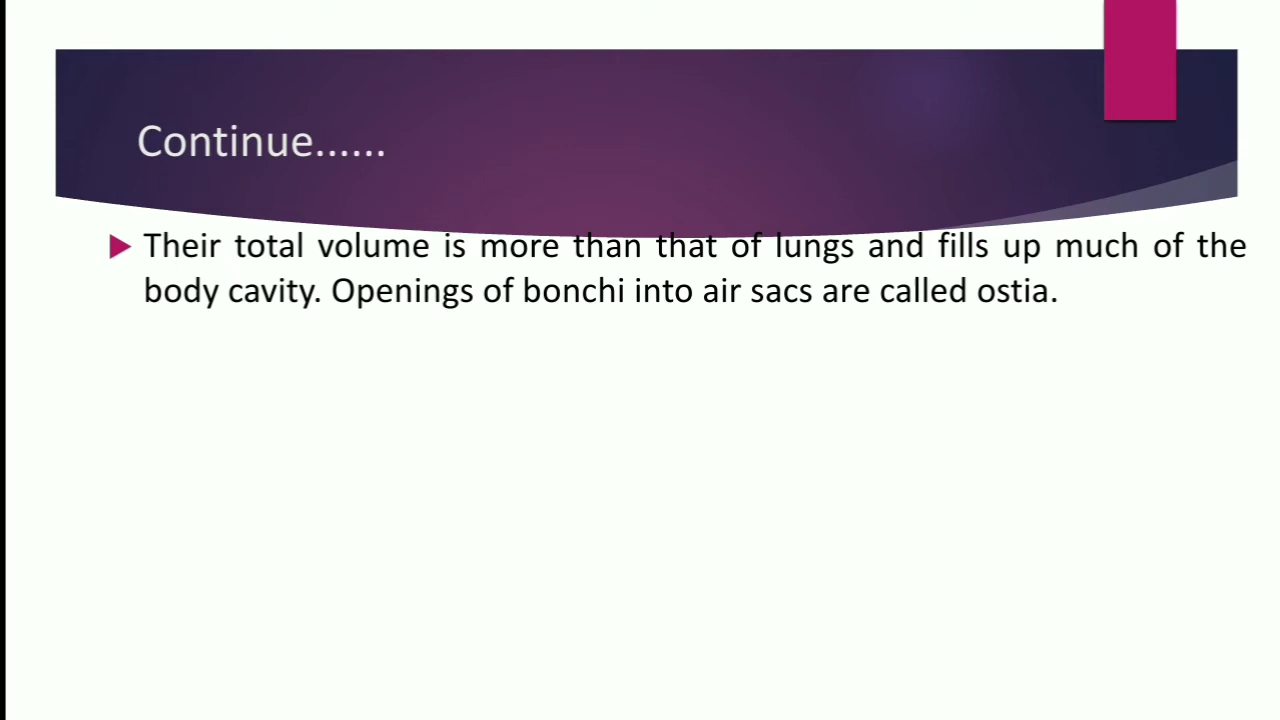 Continue......
Their total volume is more than that of lungs and fills up much of the
body cavity. Openings of bonchi into air sacs are called ostia.